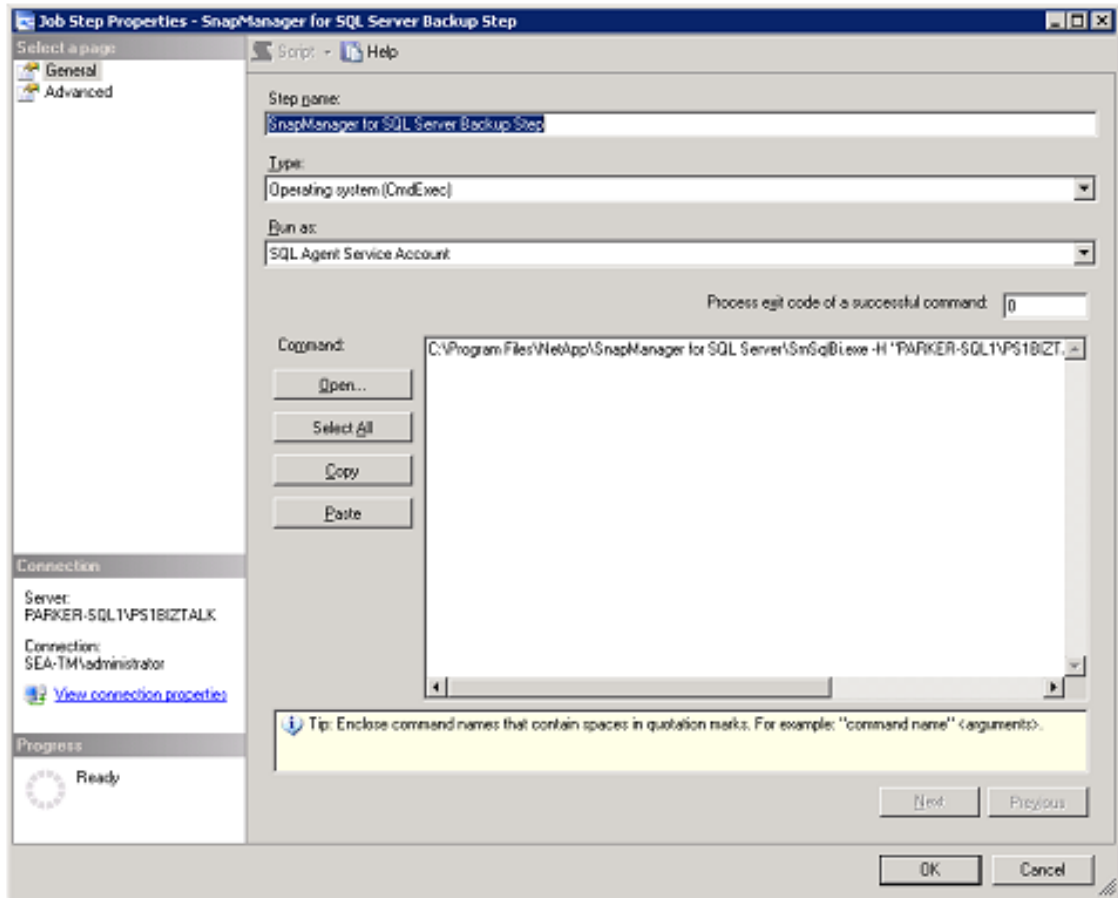 Job Step Properties - SnapManager for SQL Server Backup Step
Select a page
Script
Help
General
Advanced
Step name:
SnapManager for SQL Server Backup Step
Type:
Operating system (CmdExec)
Run as:
SQL Agent Service Account
Process exit code of a successful command:
0
Command:
C:\Program Files\NetApp\SnapManager for SQL Server\SmSqlBi.exe -H "PARKER-SQL1\PS1BIZT
Open...
Select All
Copy
Paste
Connection
Server:
PARKER-SQL1\PS1BIZTALK
Connection:
SEA-TM\administrator
View connection properties
Tip: Enclose command names that contain spaces in quotation marks. For example: "command name" <arguments>.
Progress
Ready
Next
Previous
OK
Cancel